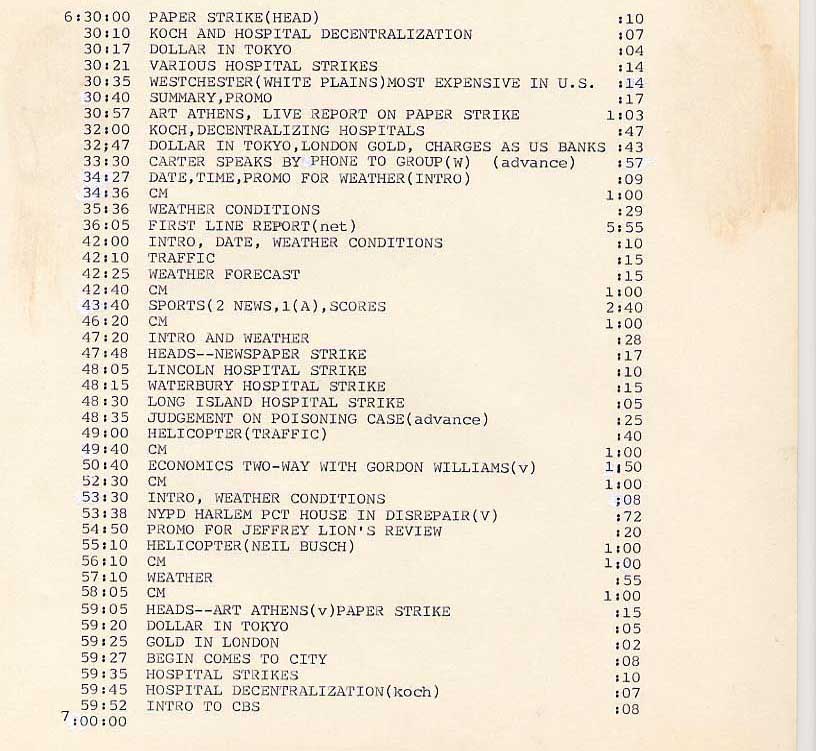 6:30:00 PAPER STRIKE(HEAD) :10
30:10 KOCH AND HOSPITAL DECENTRALIZATION :07
30:17 DOLLAR IN TOKYO :04
30:21 VARIOUS HOSPITAL STRIKES :14
30:35 WESTCHESTER(WHITE PLAINS)MOST EXPENSIVE IN U.S. :14
30:40 SUMMARY,PROMO :17
30:57 ART ATHENS, LIVE REPORT ON PAPER STRIKE 1:03
32:00 KOCH,DECENTRALIZING HOSPITALS :47
32;47 DOLLAR IN TOKYO,LONDON GOLD, CHARGES AS US BANKS :43
33:30 CARTER SPEAKS BY PHONE TO GROUP(W) (advance) :57
34:27 DATE,TIME,PROMO FOR WEATHER(INTRO) :09
34:36 CM 1:00
35:36 WEATHER CONDITIONS :29
36:05 FIRST LINE REPORT(net) 5:55
42:00 INTRO, DATE, WEATHER CONDITIONS :10
42:10 TRAFFIC :15
42:25 WEATHER FORECAST :15
42:40 CM 1:00
43:40 SPORTS(2 NEWS,1(A),SCORES 2:40
46:20 CM 1:00
47:20 INTRO AND WEATHER :28
47:48 HEADS--NEWSPAPER STRIKE :17
48:05 LINCOLN HOSPITAL STRIKE :10
48:15 WATERBURY HOSPITAL STRIKE :15
48:30 LONG ISLAND HOSPITAL STRIKE :05
48:35 JUDGEMENT ON POISONING CASE(advance) :25
49:00 HELICOPTER(TRAFFIC) :40
49:40 CM 1:00
50:40 ECONOMICS TWO-WAY WITH GORDON WILLIAMS(v) 1:50
52:30 CM 1:00
53:30 INTRO, WEATHER CONDITIONS ;08
53:38 NYPD HARLEM PCT HOUSE IN DISREPAIR(V) :72
54:50 PROMO FOR JEFFREY LION'S REVIEW :20
55:10 HELICOPTER(NEIL BUSCH) 1:00
56:10 CM 1:00
57:10 WEATHER :55
58:05 CM 1:00
59:05 HEADS--ART ATHENS(v)PAPER STRIKE :15
59:20 DOLLAR IN TOKYO :05
59:25 GOLD IN LONDON :02
59:27 BEGIN COMES TO CITY :08
59:35 HOSPITAL STRIKES :10
59:45 HOSPITAL DECENTRALIZATION(koch) :07
59:52 INTRO TO CBS :08
7:00:00